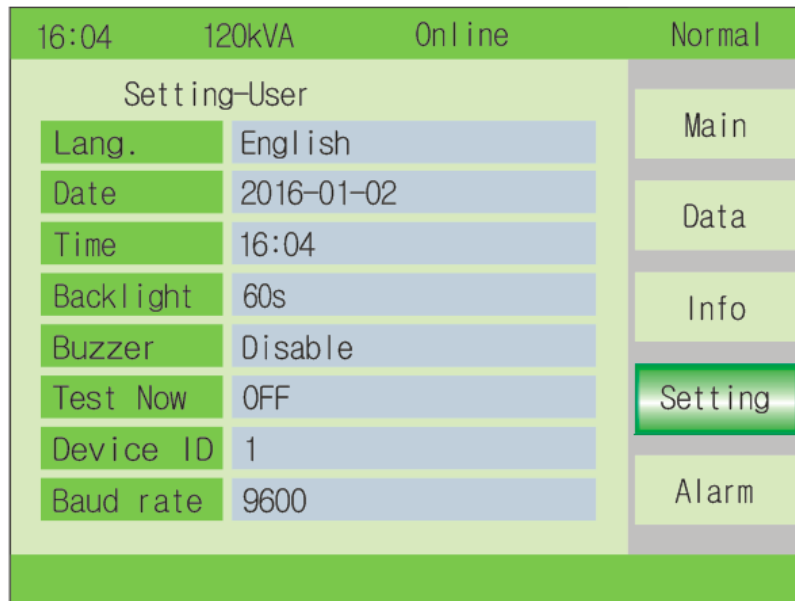 16:04 120kVA Online Normal
Setting-User
Lang. English
Date 2016-01-02
Time 16:04
Backlight 60s
Buzzer Disable
Test Now OFF
Device ID 1
Baud rate 9600
Main
Data
Info
Setting
Alarm